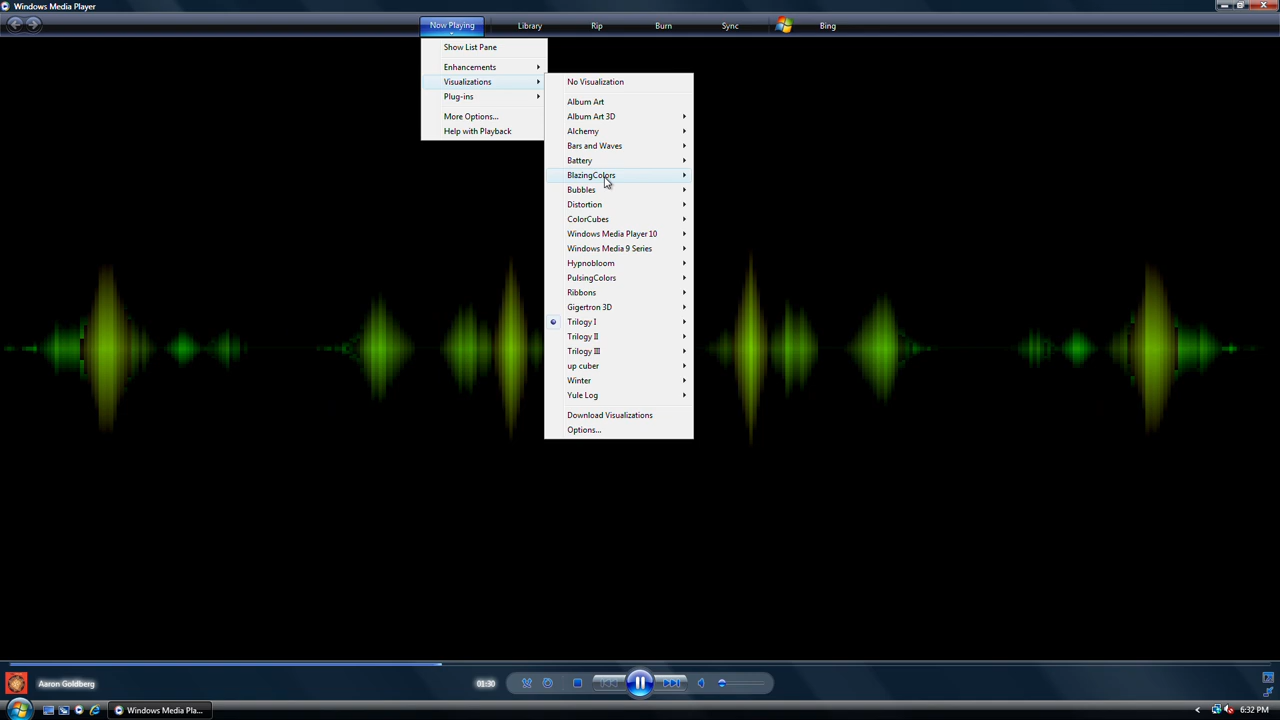 Windows Media Player
Now Playing
Library
Rip
Burn
Sync
Bing
Show List Pane
Enhancements
Visualizations
Plug-ins
More Options...
Help with Playback
No Visualization
Album Art
Album Art 3D
Alchemy
Bars and Waves
Battery
BlazingColors
Bubbles
Distortion
ColorCubes
Windows Media Player 10
Windows Media 9 Series
Hypnobloom
PulsingColors
Ribbons
Gigertron 3D
Trilogy I
Trilogy II
Trilogy III
up cuber
Winter
Yule Log
Download Visualizations
Options...
Aaron Goldberg
01:30
Windows Media Pla...
6:32 PM